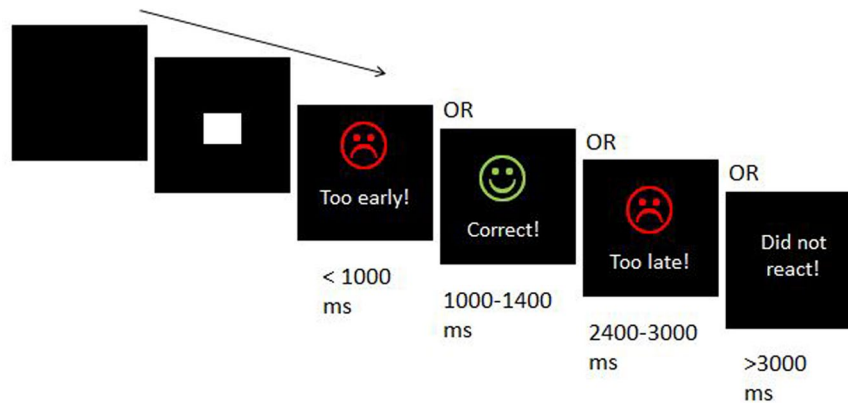 OR
Too early!
< 1000
ms
OR
Correct!
1000-1400
ms
OR
Too late!
2400-3000
ms
Did not
react!
>3000
ms